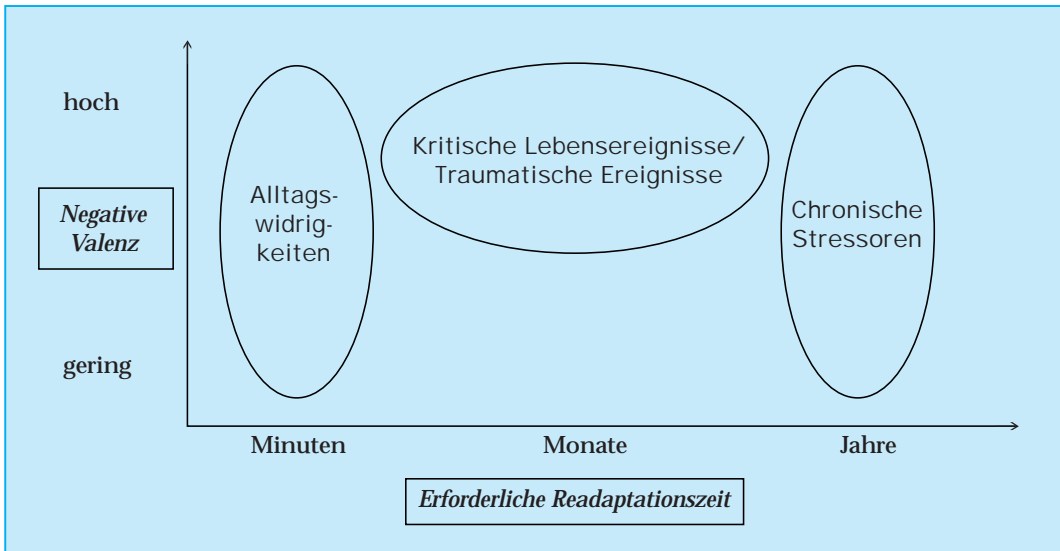 hoch
Negative
Valenz
gering
Alltags-
widrig-
keiten
Kritische Lebensereignisse/
Traumatische Ereignisse
Chronische
Stressoren
Minuten
Monate
Jahre
Erforderliche Readaptationszeit